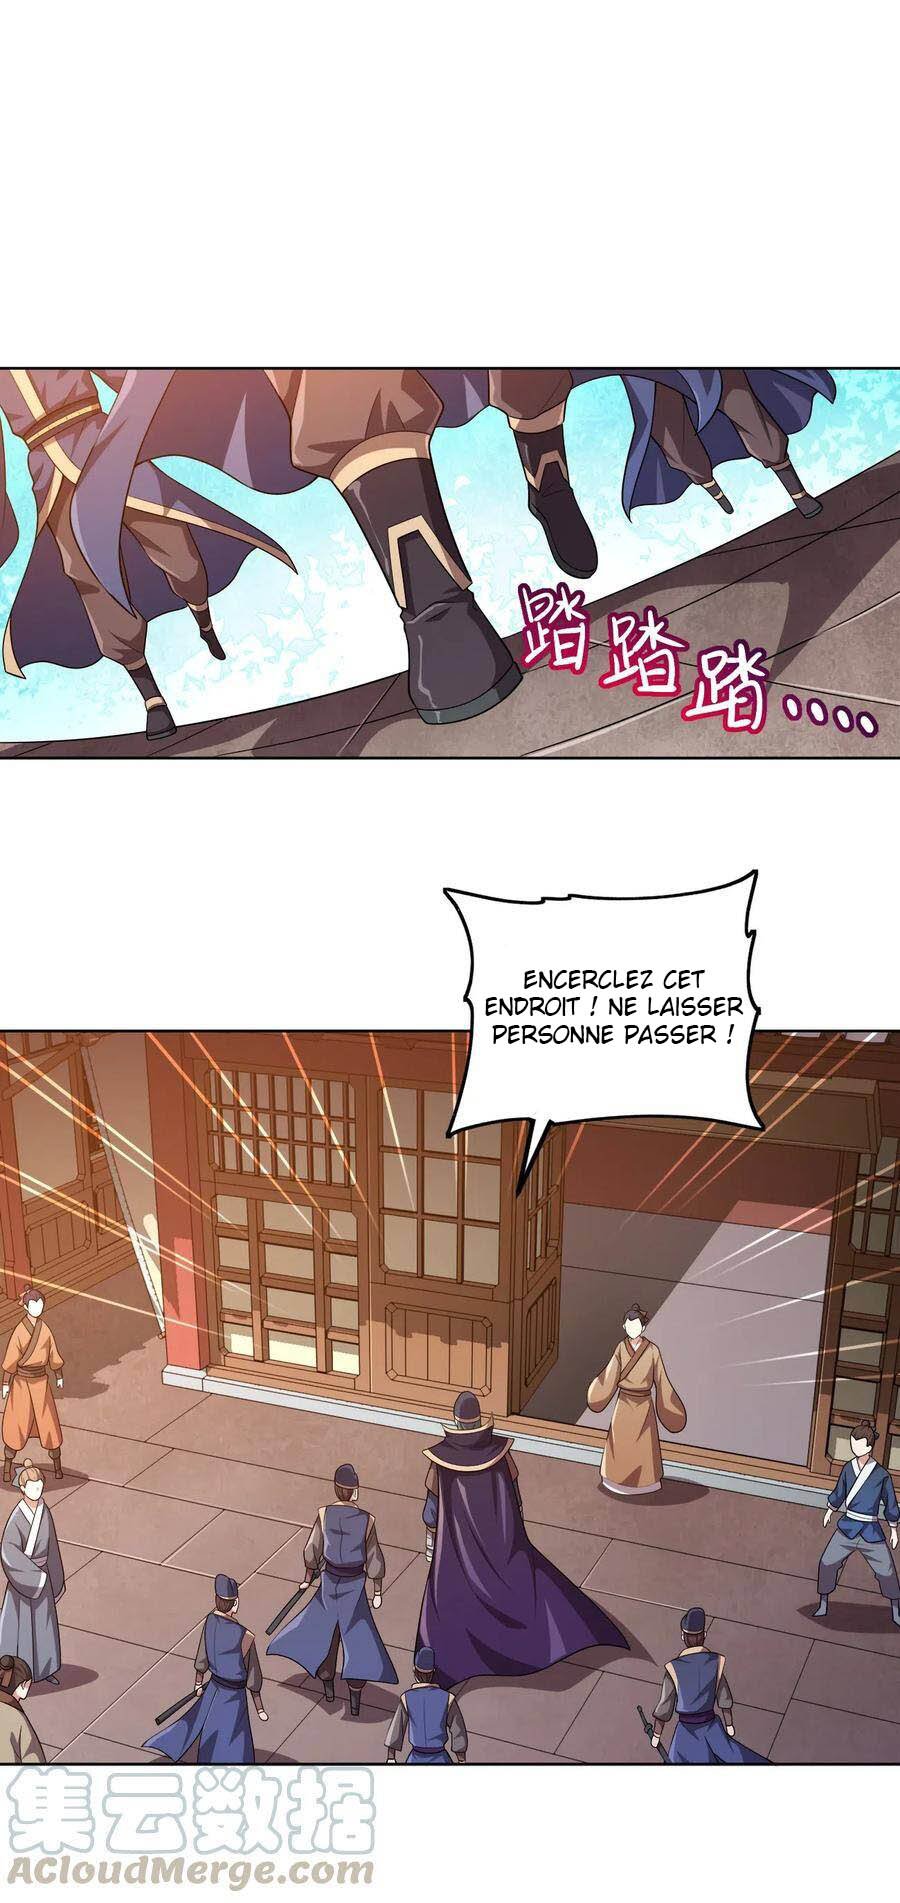 踏踏踏....
ENCERCLEZ CET
ENDROIT ! NE LAISSER
PERSONNE PASSER !
集云数据
ACloudMerge.com